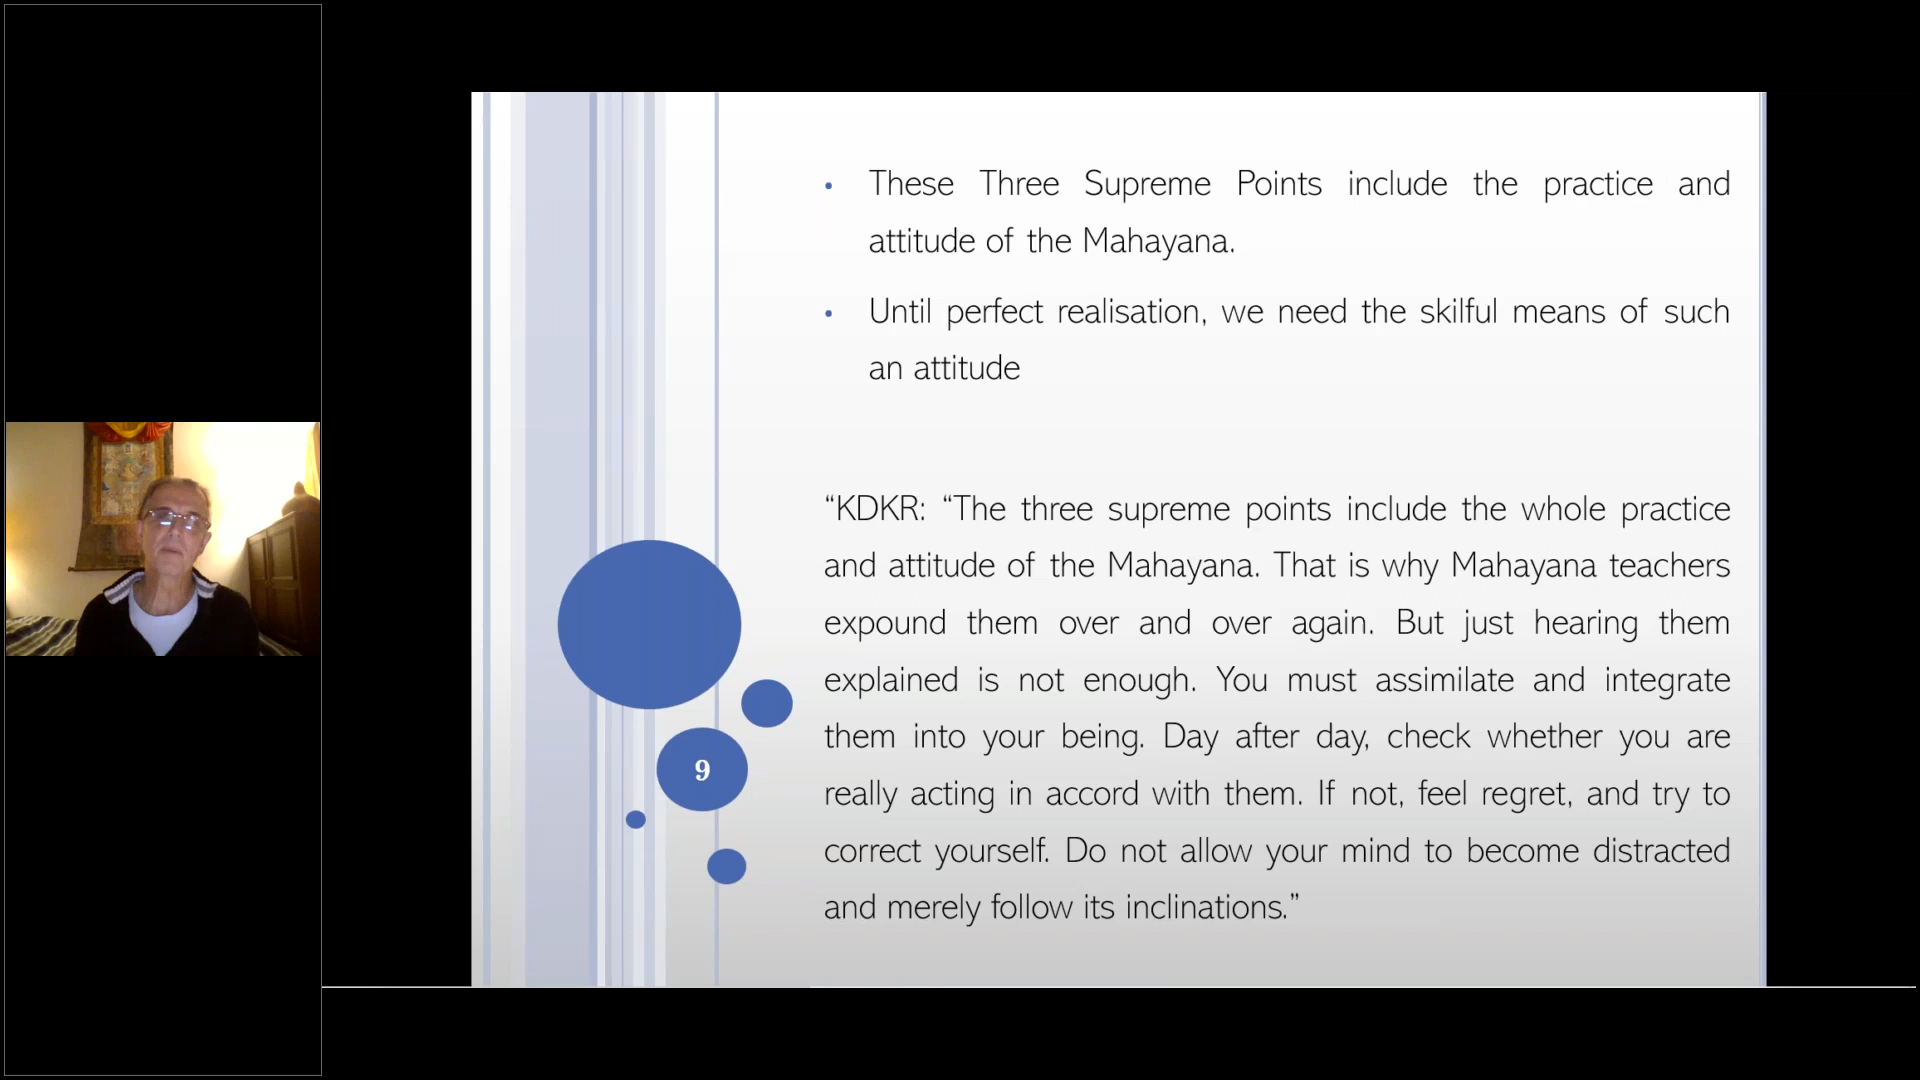 • These Three Supreme Points include the practice and
attitude of the Mahayana.
• Until perfect realisation, we need the skilful means of such
an attitude
“KDKR: “The three supreme points include the whole practice
and attitude of the Mahayana. That is why Mahayana teachers
expound them over and over again. But just hearing them
explained is not enough. You must assimilate and integrate
them into your being. Day after day, check whether you are
really acting in accord with them. If not, feel regret, and try to
correct yourself. Do not allow your mind to become distracted
and merely follow its inclinations.”
9